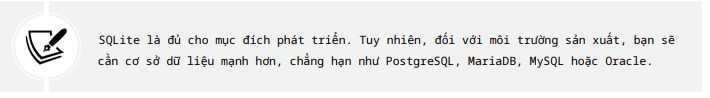 SQLite là đủ cho mục đích phát triển. Tuy nhiên, đối với môi trường sản xuất, bạn sẽ
cần cơ sở dữ liệu mạnh hơn, chẳng hạn như PostgreSQL, MariaDB, MySQL hoặc Oracle.